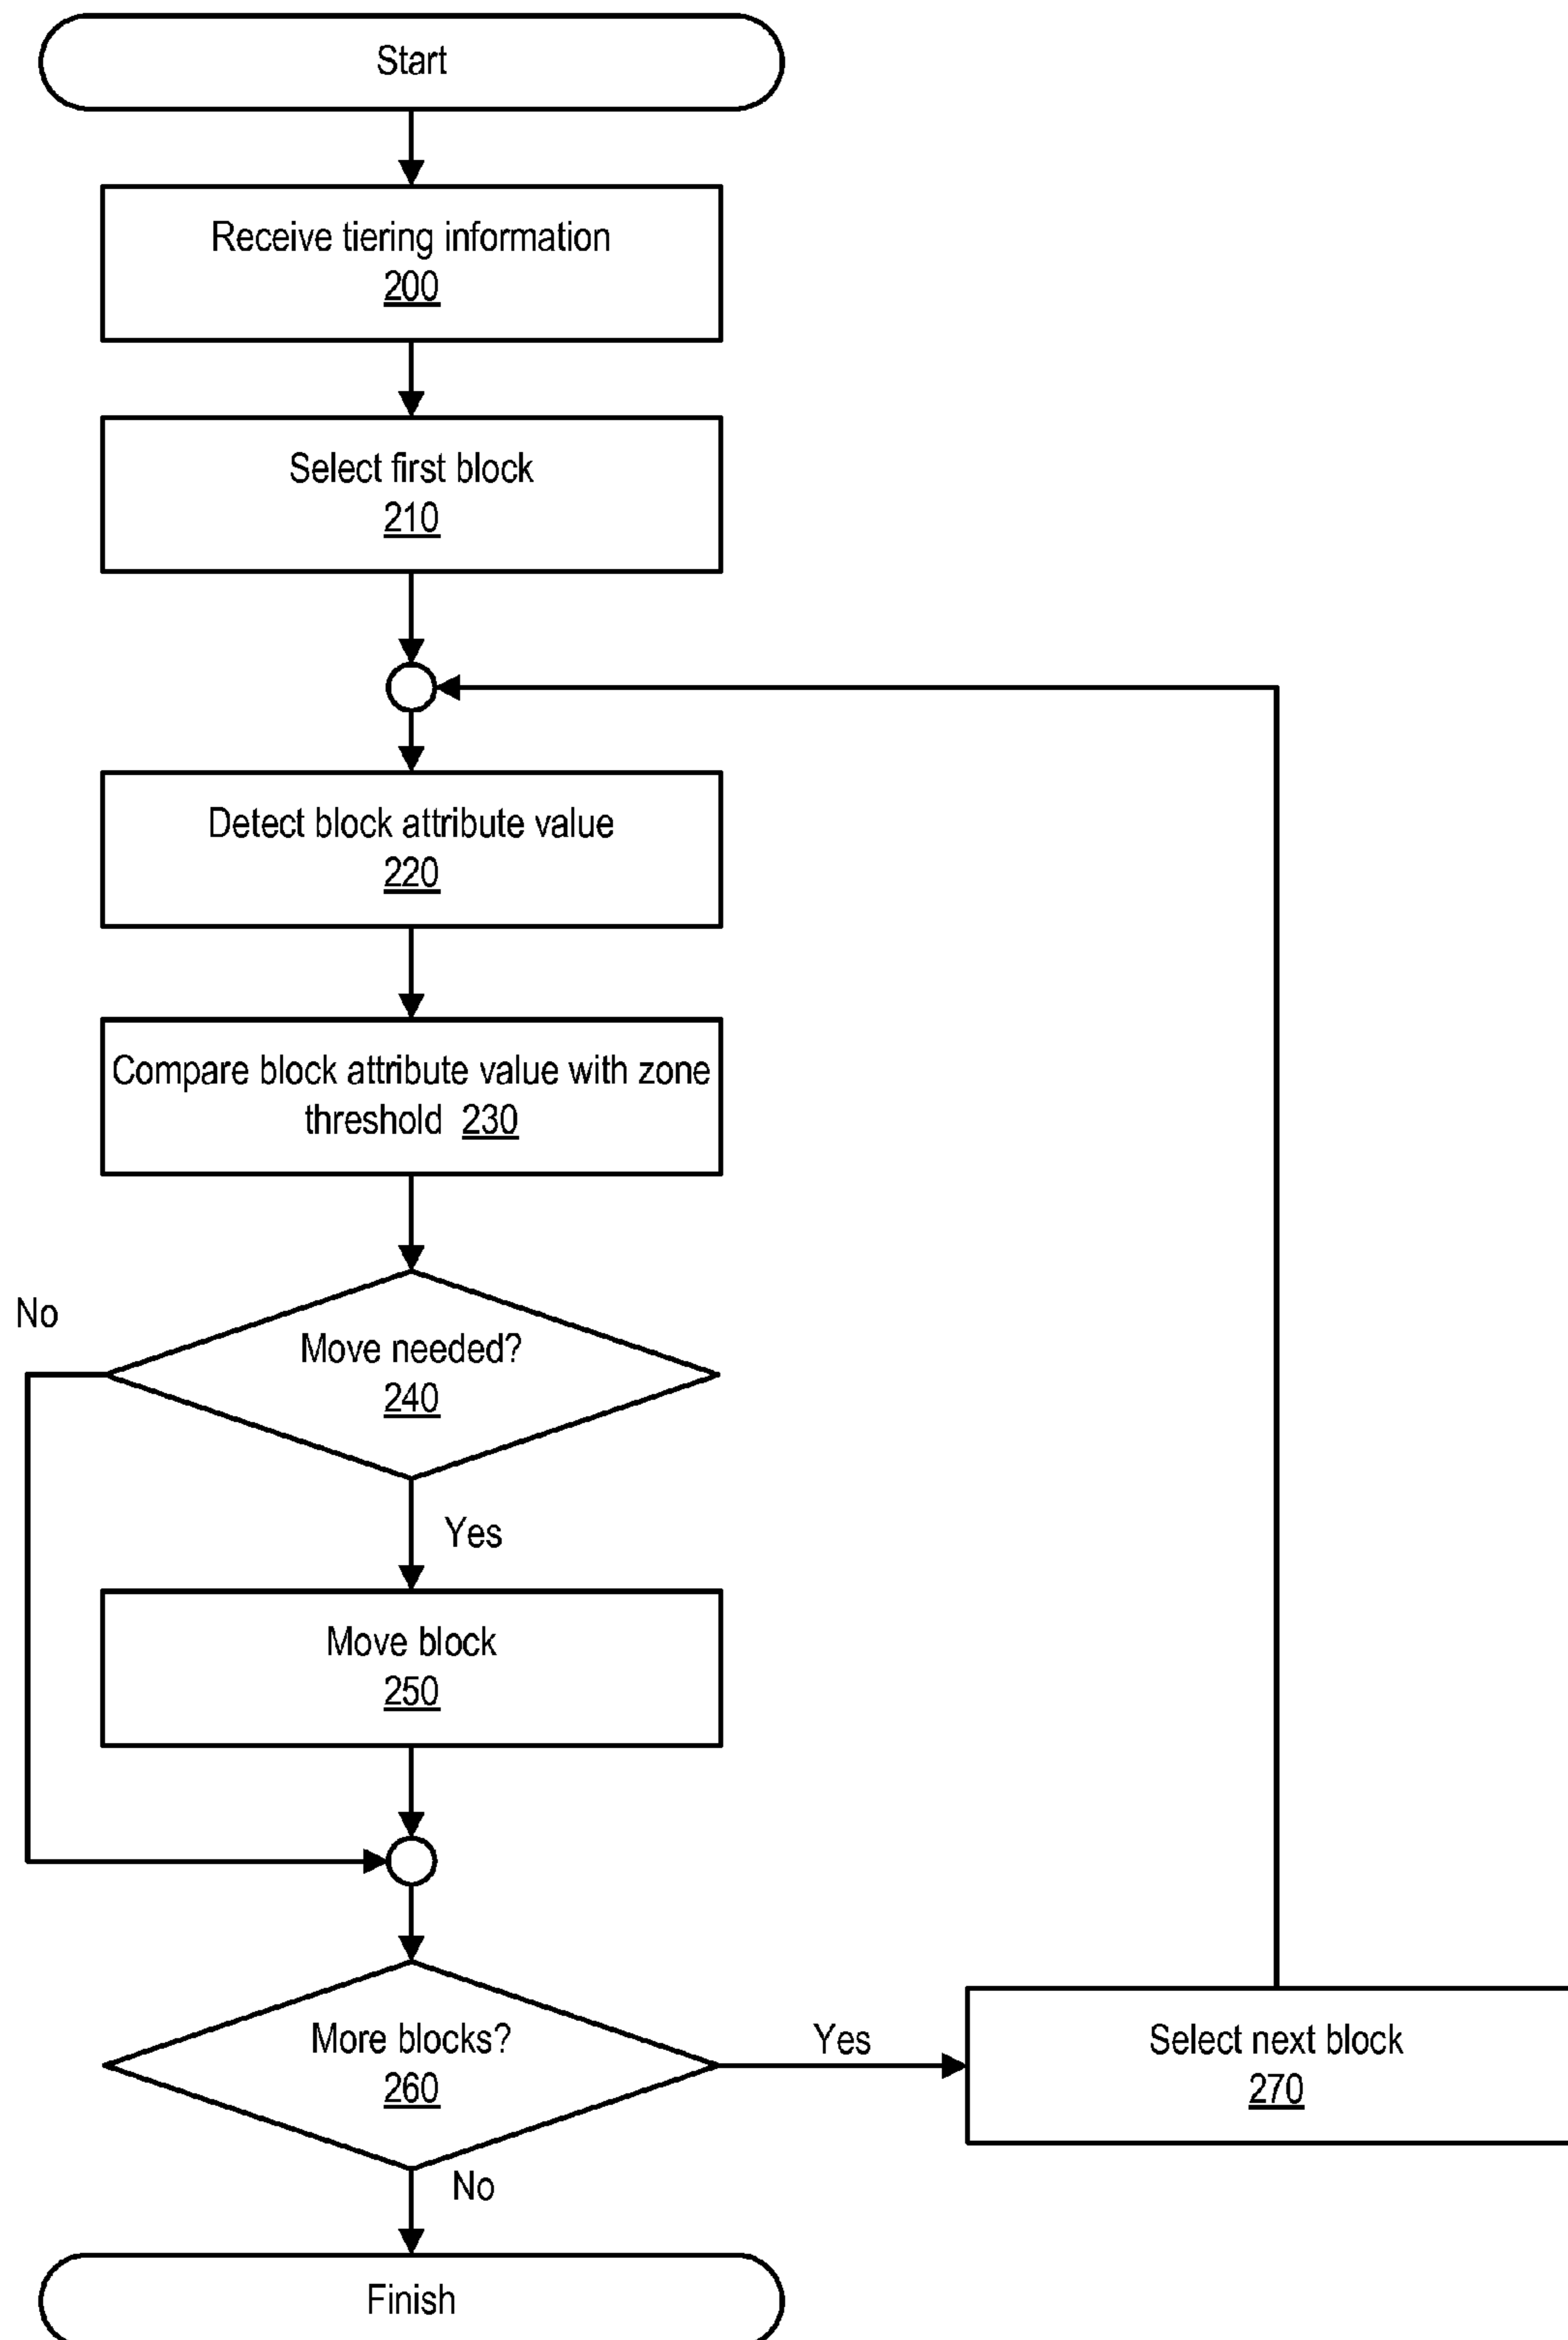 Start
Receive tiering information
200
Select first block
210
Detect block attribute value
220
Compare block attribute value with zone
threshold 230
No
Move needed?
240
Yes
Move block
250
More blocks?
260
Yes
Select next block
270
No
Finish